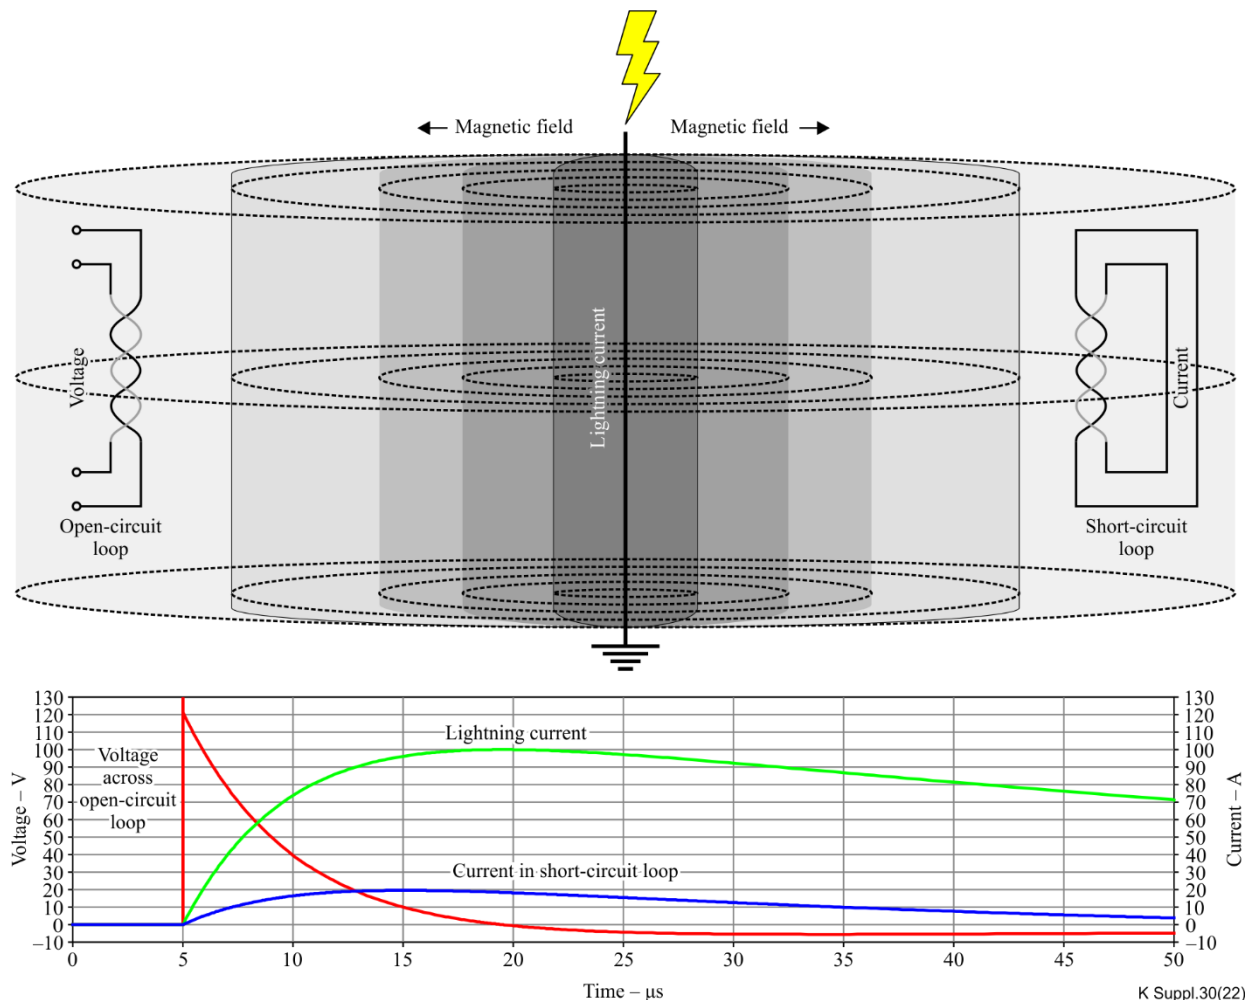 Magnetic field
Magnetic field
Lightning current
Voltage
Current
Open-circuit
loop
Short-circuit
loop
130
120
110
100
90
80
70
60
50
40
30
20
10
0
–10
Voltage – V
Voltage
across
open-circuit
loop
Lightning current
Current in short-circuit loop
130
120
110
100
90
80
70
60
50
40
30
20
10
0
–10
Current – A
0
5
10
15
20
25
30
35
40
45
50
Time – μs
K Suppl.30(22)